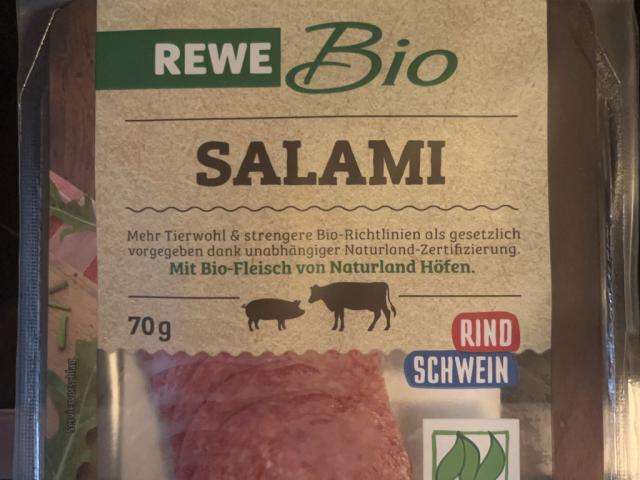 REWE Bio
SALAMI
Mehr Tierwohl & strengere Bio-Richtlinien als gesetzlich
vorgegeben dank unabhängiger Naturland-Zertifizierung.
Mit Bio-Fleisch von Naturland Höfen.
70g
RIND
SCHWEIN
Serviervorschlag